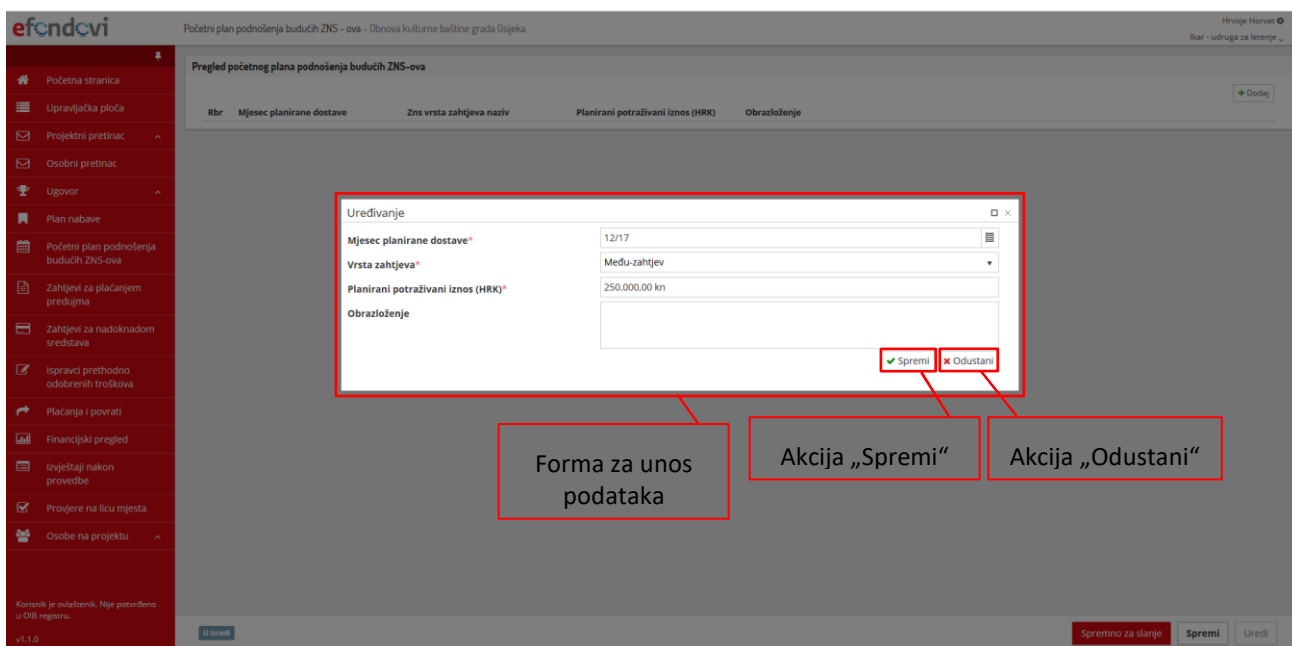 efondovi
Početni plan podnošenja budućih ZNS – ova – Obnova kulturne baštine grada Osijeka
Hrvoje Horvat
Ikar - udruga za letenje
Početna stranica
Upravljačka ploča
Projektni pretinac
Osobni pretinac
Ugovor
Plan nabave
Početni plan podnošenja
budućih ZNS-ova
Zahtjevi za plaćanjem
predujma
Zahtjevi za nadoknadom
sredstava
Ispravci prethodno
odobrenih troškova
Plaćanja i povrati
Financijski pregled
Izvještaji nakon
provedbe
Provjere na licu mjesta
Osobe na projektu
Korisnik je ovlaštenik. Nije potvrđeno
u OIB registru.
v1.1.0
Pregled početnog plana podnošenja budućih ZNS–ova
+ Dodaj
Rbr Mjesec planirane dostave Zns vrsta zahtjeva naziv Planirani potraživani iznos (HRK) Obrazloženje
Uređivanje
Mjesec planirane dostave* 12/17
Vrsta zahtjeva* Među-zahtjev
Planirani potraživani iznos (HRK)* 250.000,00 kn
Obrazloženje
Spremi Odustani
Forma za unos
podataka
Akcija „Spremi“
Akcija „Odustani“
U izradi
Spremno za slanje Spremi Uredi